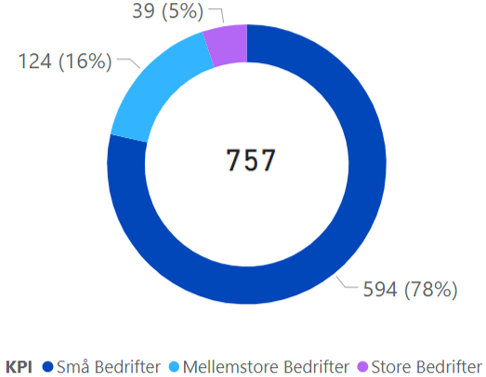 39 (5%)
124 (16%)
757
594 (78%)
KPI Små Bedrifter Mellemstore Bedrifter Store Bedrifter